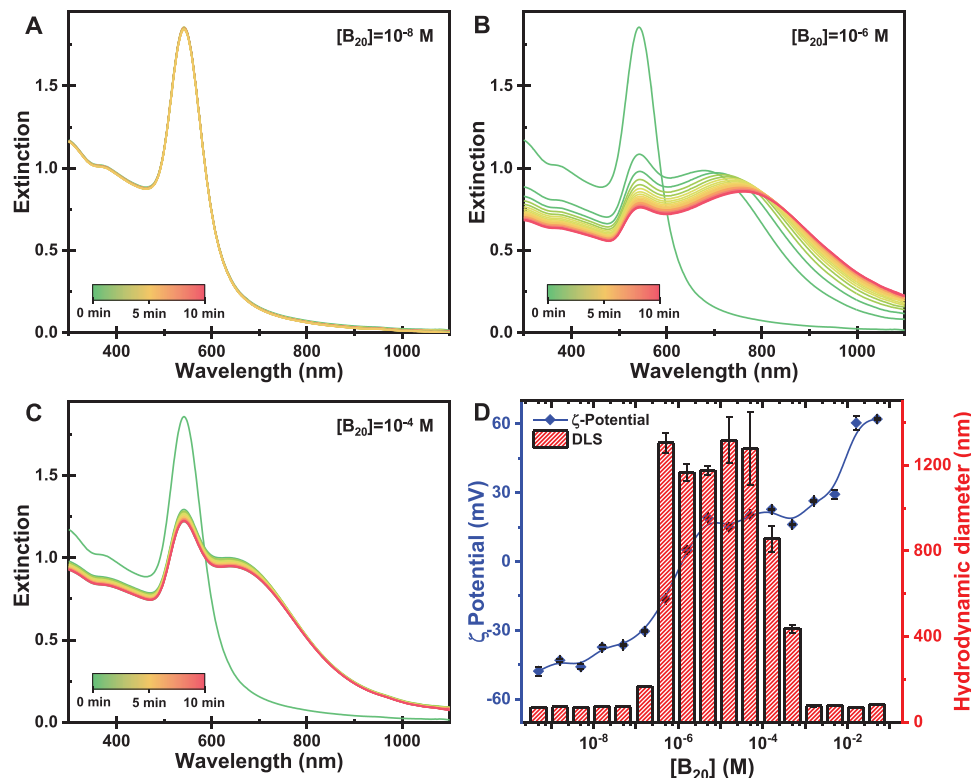 A
[B20]=10-8 M
Extinction
1.5
1.0
0.5
0.0
0 min 5 min 10 min
400 600 800 1000
Wavelength (nm)
B
[B20]=10-6 M
Extinction
1.5
1.0
0.5
0.0
0 min 5 min 10 min
400 600 800 1000
Wavelength (nm)
C
[B20]=10-4 M
Extinction
1.5
1.0
0.5
0.0
0 min 5 min 10 min
400 600 800 1000
Wavelength (nm)
D
ζ-Potential
DLS
ζ Potential (mV)
60
30
0
-30
-60
Hydrodynamic diameter (nm)
1200
800
400
0
10-8 10-6 10-4 10-2
[B20] (M)